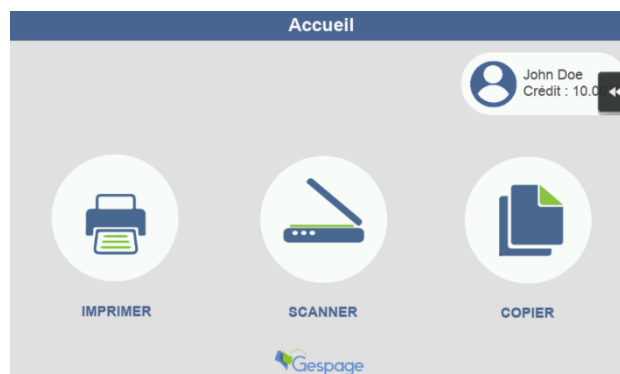 Accueil
John Doe
Crédit : 10.0
IMPRIMER
SCANNER
COPIER
Gespage